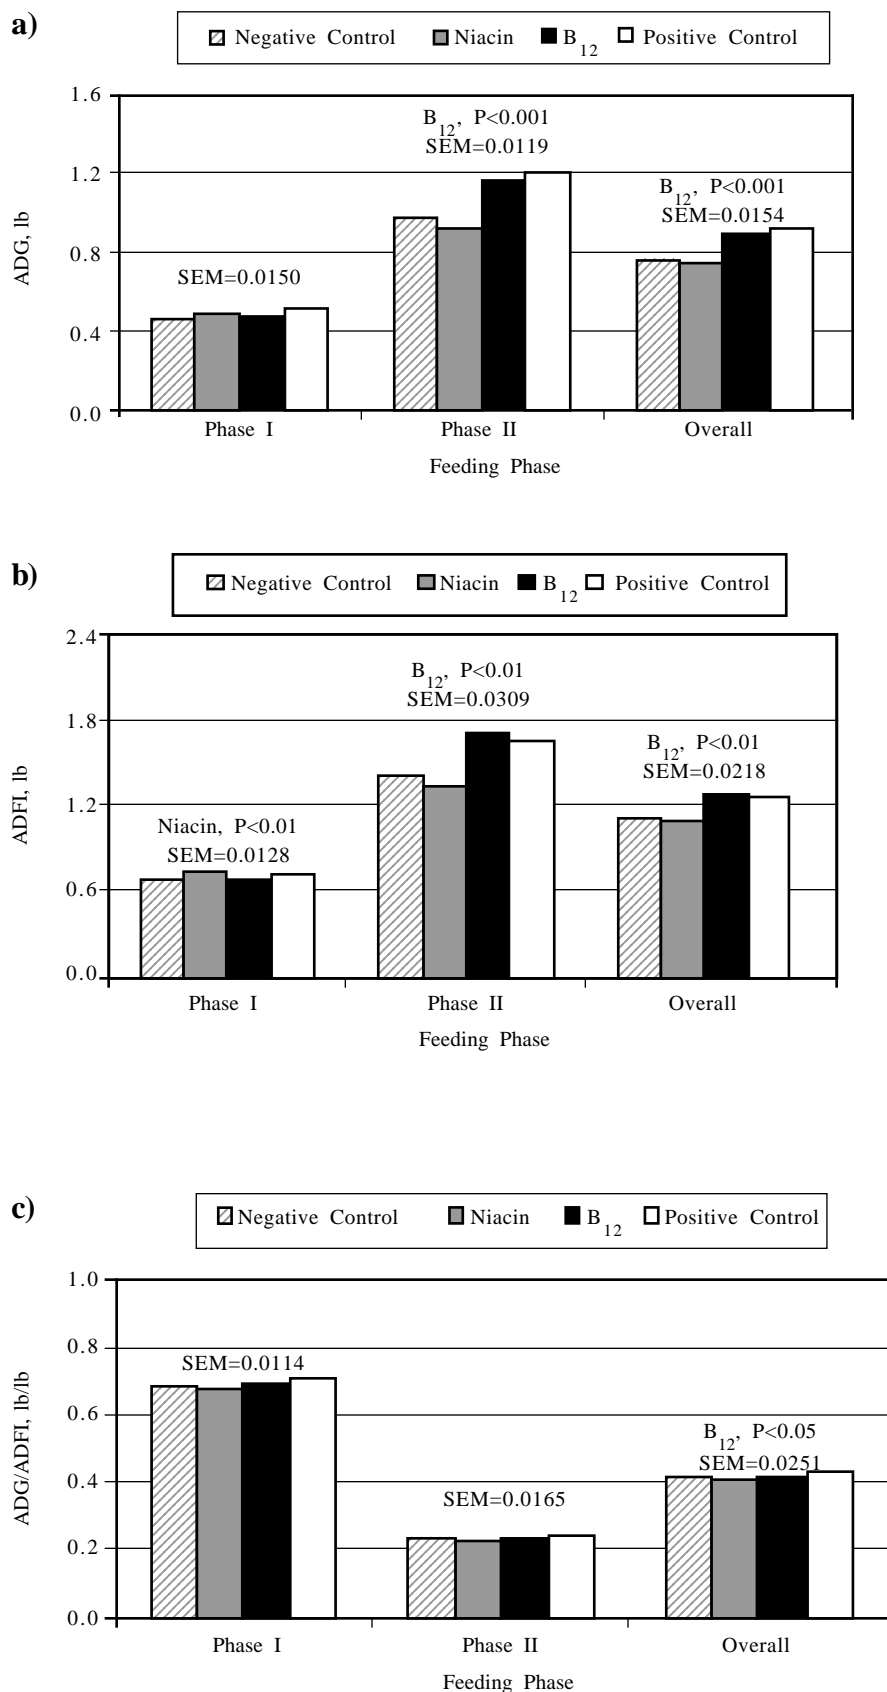 a)
Negative Control Niacin B12 Positive Control
1.6
1.2
0.8
0.4
0.0
ADG, lb
B12, P<0.001
SEM=0.0119
B12, P<0.001
SEM=0.0154
SEM=0.0150
Phase I Phase II Overall
Feeding Phase
b)
Negative Control Niacin B12 Positive Control
2.4
1.8
1.2
0.6
0.0
ADFI, lb
B12, P<0.01
SEM=0.0309
B12, P<0.01
SEM=0.0218
Niacin, P<0.01
SEM=0.0128
Phase I Phase II Overall
Feeding Phase
c)
Negative Control Niacin B12 Positive Control
1.0
0.8
0.6
0.4
0.2
0.0
ADG/ADFI, lb/lb
SEM=0.0114
B12, P<0.05
SEM=0.0251
SEM=0.0165
Phase I Phase II Overall
Feeding Phase